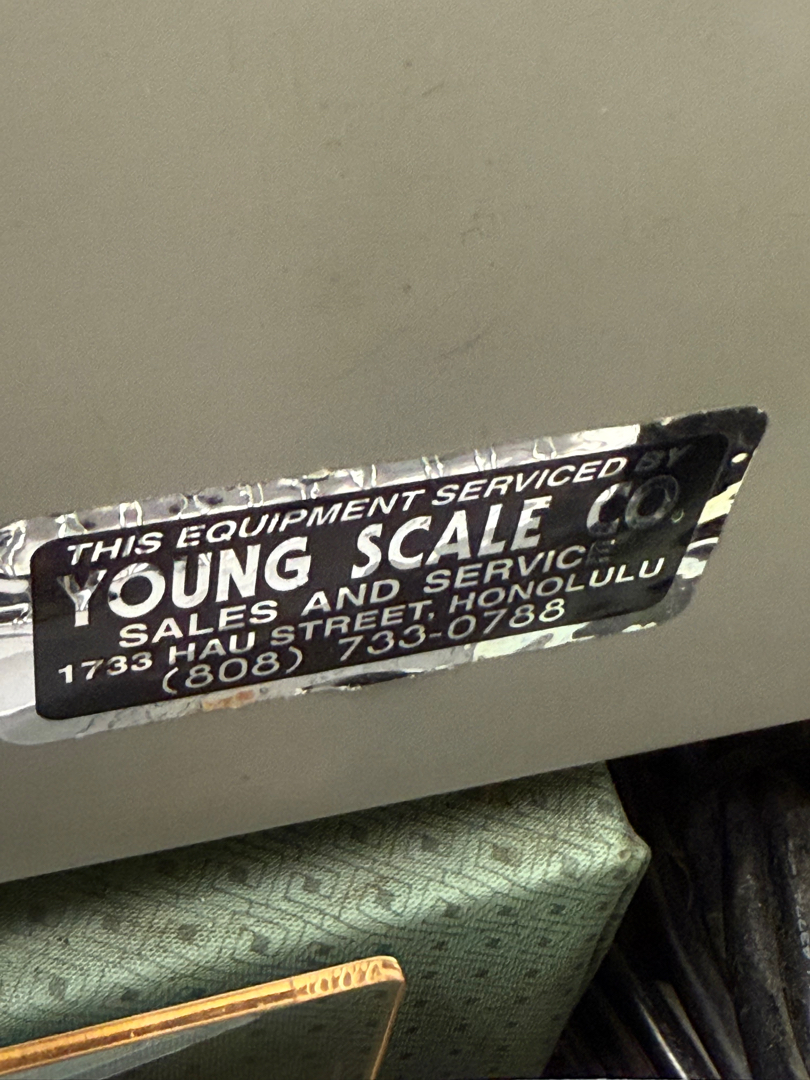 THIS EQUIPMENT SERVICED BY
YOUNG SCALE CO.
SALES AND SERVICE
1733 HAU STREET, HONOLULU
(808) 733-0788